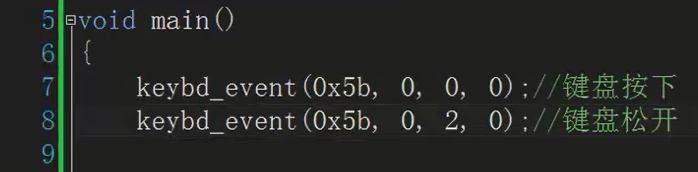 5 void main()
6 {
7 keybd_event(0x5b, 0, 0, 0);//键盘按下
8 keybd_event(0x5b, 0, 2, 0);//键盘松开
9